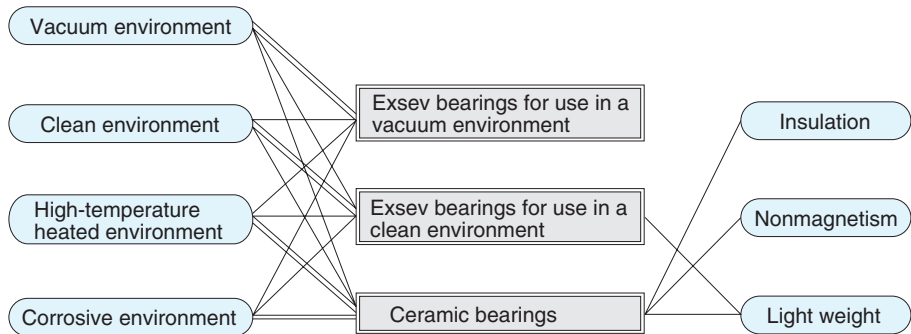 Vacuum environment
Clean environment
High-temperature
heated environment
Corrosive environment
Exsev bearings for use in a
vacuum environment
Exsev bearings for use in a
clean environment
Ceramic bearings
Insulation
Nonmagnetism
Light weight